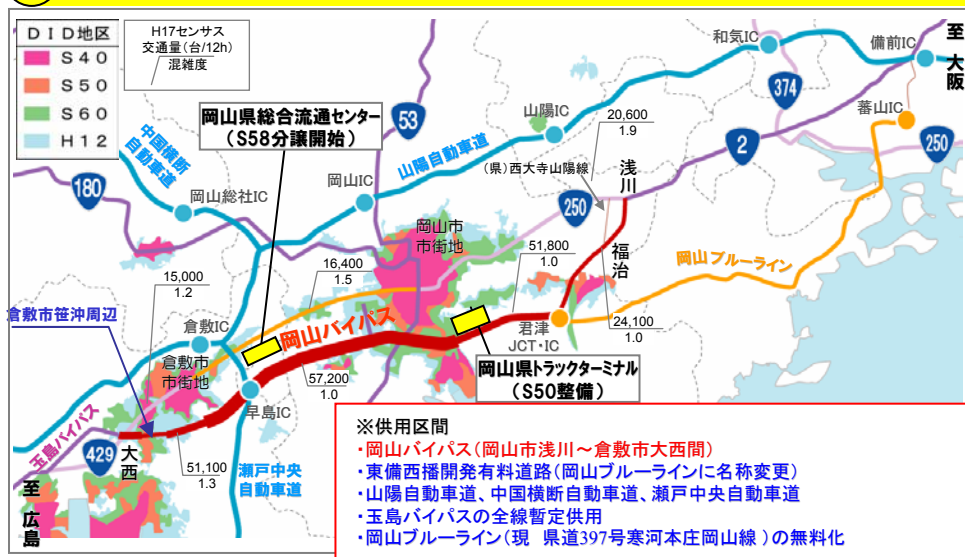 ＤＩＤ地区
Ｓ４０
Ｓ５０
Ｓ６０
Ｈ１２
H17センサス
交通量(台/12h)
混雑度
岡山県総合流通センター
(S58分譲開始)
53
和気IC
備前IC
至 大阪
374
蕃山IC
山陽IC
20,600
1.9
2
250
中国横断
自動車道
180
岡山総社IC
岡山IC
山陽自動車道
(県)西大寺山陽線
浅川
250
岡山市
市街地
51,800
1.0
福治
岡山ブルーライン
15,000
1.2
16,400
1.5
倉敷市笹沖周辺
倉敷IC
岡山バイパス
君津
JCT・IC
24,100
1.0
倉敷市
市街地
岡山県トラックターミナル
(S50整備)
57,200
1.0
早島IC
玉島バイパス
429
大西
51,100
1.3
瀬戸中央
自動車道
至 広島
※供用区間
・岡山バイパス(岡山市浅川～倉敷市大西間)
・東備西播開発有料道路(岡山ブルーラインに名称変更)
・山陽自動車道、中国横断自動車道、瀬戸中央自動車道
・玉島バイパスの全線暫定供用
・岡山ブルーライン(現　県道397号寒河本庄岡山線 )の無料化